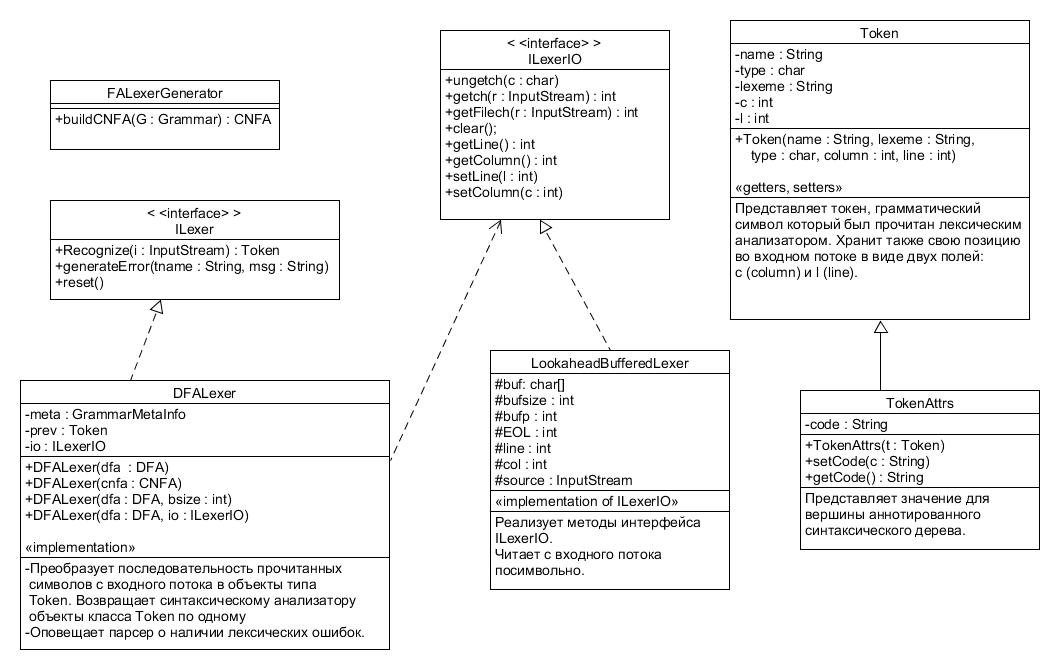 FALexerGenerator
+buildCNFA(G : Grammar) : CNFA
< <interface> >
ILexer
+Recognize(i : InputStream) : Token
+generateError(tname : String, msg : String)
+reset()
DFALexer
-meta : GrammarMetaInfo
-prev : Token
-io : ILexerIO
+DFALexer(dfa : DFA)
+DFALexer(cnfa : CNFA)
+DFALexer(dfa : DFA, bsize : int)
+DFALexer(dfa : DFA, io : ILexerIO)
«implementation»
-Преобразует последовательность прочитанных
символов с входного потока в объекты типа
Token. Возвращает синтаксическому анализатору
объекты класса Token по одному
-Оповещает парсер о наличии лексических ошибок.
< <interface> >
ILexerIO
+ungetch(c : char)
+getch(r : InputStream) : int
+getFilech(r : InputStream) : int
+clear();
+getLine() : int
+getColumn() : int
+setLine(l : int)
+setColumn(c : int)
LookaheadBufferedLexer
#buf: char[]
#bufsize : int
#bufp : int
#EOL : int
#line : int
#col : int
#source : InputStream
«implementation of ILexerIO»
Реализует методы интерфейса
ILexerIO.
Читает с входного потока
посимвольно.
Token
-name : String
-type : char
-lexeme : String
-c : int
-l : int
+Token(name : String, lexeme : String,
type : char, column : int, line : int)
«getters, setters»
Представляет токен, грамматический
символ который был прочитан лексическим
анализатором. Хранит также свою позицию
во входном потоке в виде двух полей:
c (column) и l (line).
TokenAttrs
-code : String
+TokenAttrs(t : Token)
+setCode(c : String)
+getCode() : String
Представляет значение для
вершины аннотированного
синтаксического дерева.